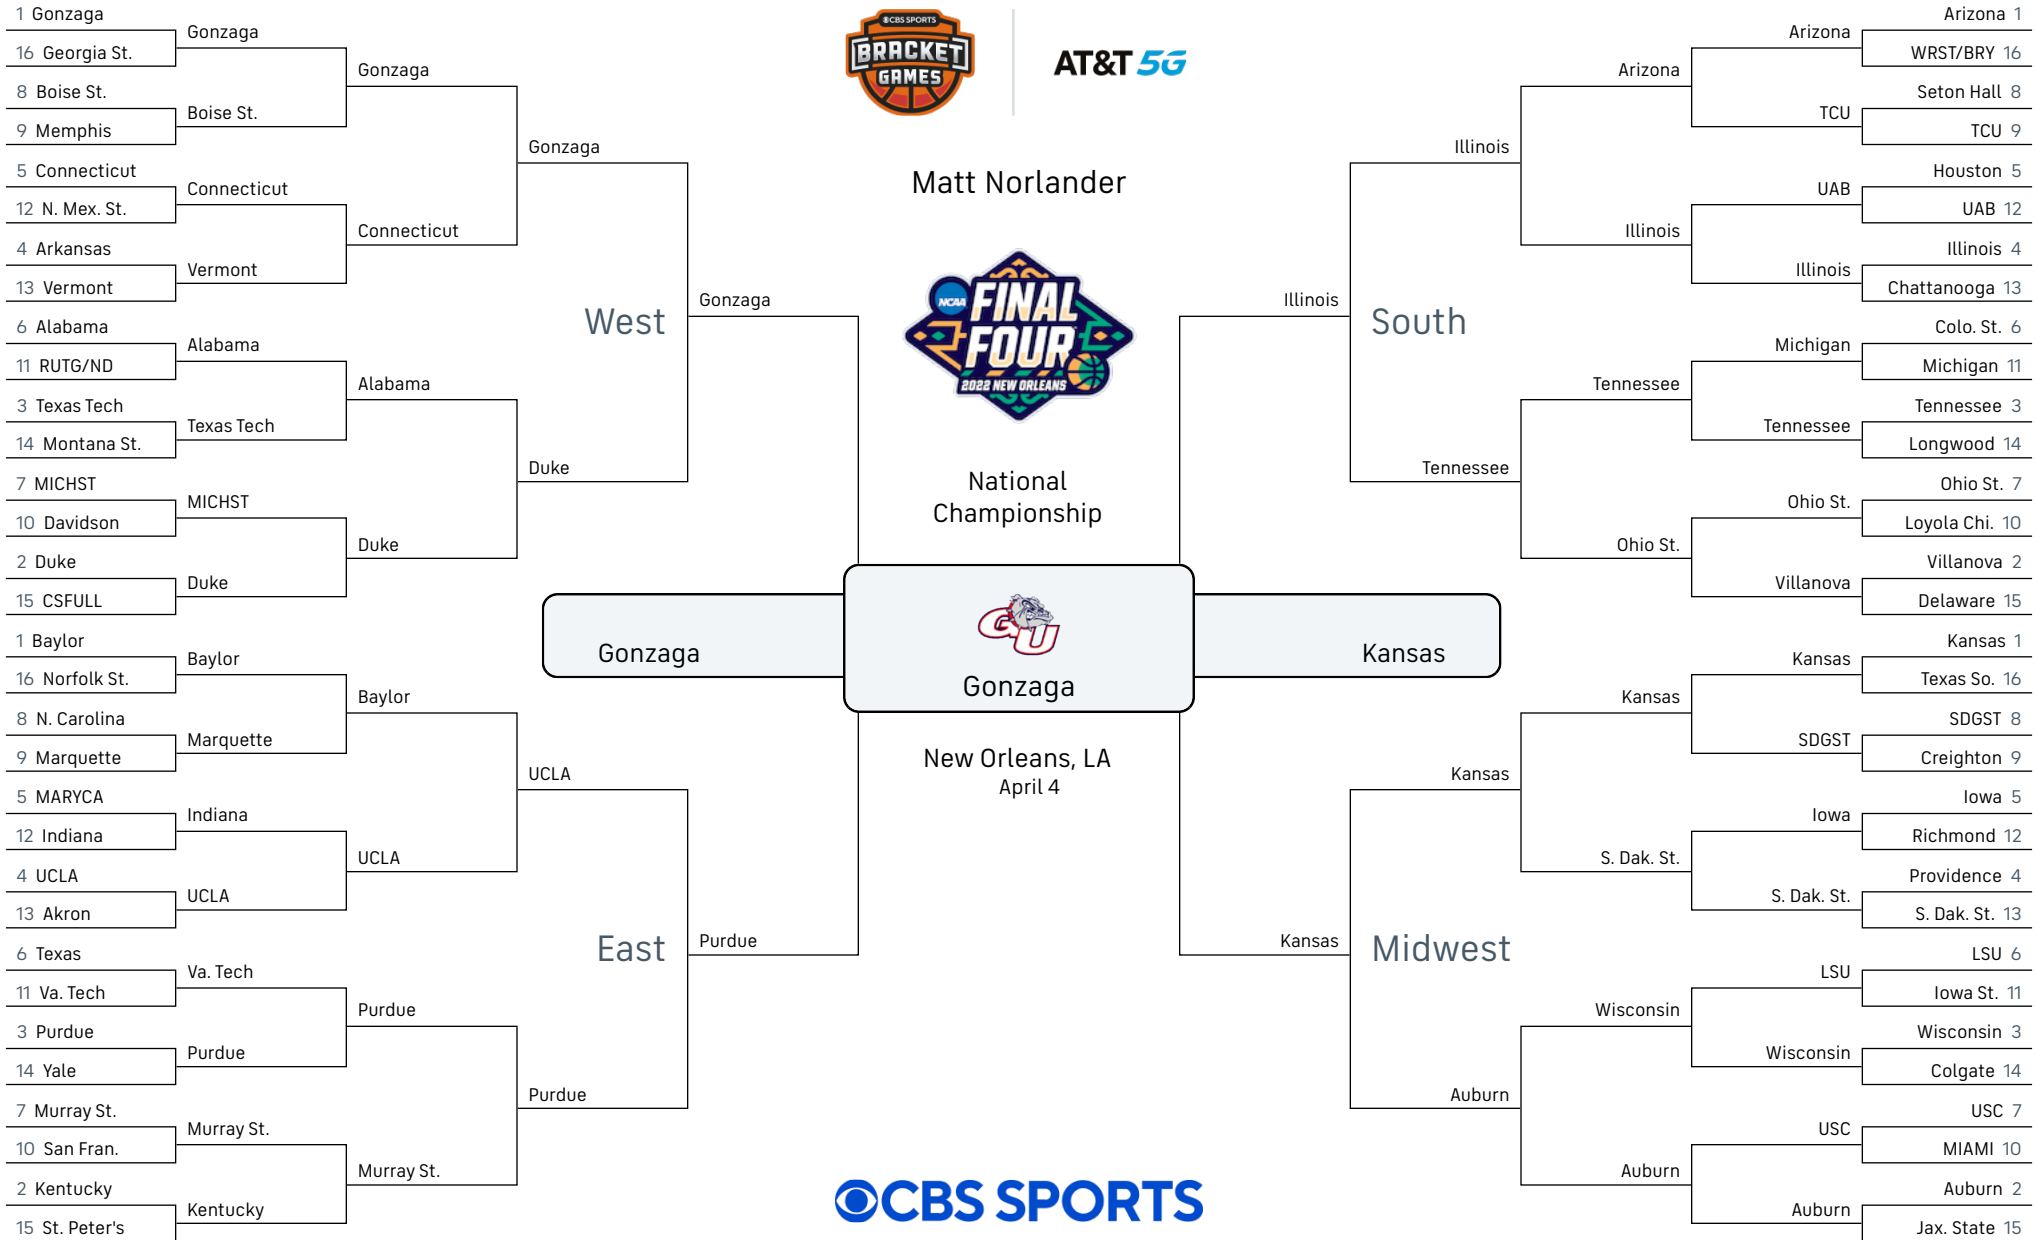 1 Gonzaga
16 Georgia St.
8 Boise St.
9 Memphis
5 Connecticut
12 N. Mex. St.
4 Arkansas
13 Vermont
6 Alabama
11 RUTG/ND
3 Texas Tech
14 Montana St.
7 MICHST
10 Davidson
2 Duke
15 CSFULL
1 Baylor
16 Norfolk St.
8 N. Carolina
9 Marquette
5 MARYCA
12 Indiana
4 UCLA
13 Akron
6 Texas
11 Va. Tech
3 Purdue
14 Yale
7 Murray St.
10 San Fran.
2 Kentucky
15 St. Peter's
Gonzaga
Boise St.
Connecticut
Vermont
Alabama
Texas Tech
MICHST
Duke
Baylor
Marquette
Indiana
UCLA
Va. Tech
Purdue
Murray St.
Kentucky
Gonzaga
Connecticut
Alabama
Duke
Baylor
UCLA
Purdue
Murray St.
Gonzaga
Duke
UCLA
Purdue
West
East
Gonzaga
Purdue
CBS SPORTS
BRACKET
GAMES
AT&T 5G
Matt Norlander
NCAA
FINAL
FOUR
2022 NEW ORLEANS
National
Championship
Gonzaga
GU
Gonzaga
Kansas
New Orleans, LA
April 4
CBS SPORTS
Illinois
Kansas
South
Midwest
Illinois
Tennessee
Kansas
Auburn
Arizona
Illinois
Tennessee
Ohio St.
Kansas
S. Dak. St.
Wisconsin
Auburn
Arizona
TCU
UAB
Illinois
Michigan
Tennessee
Ohio St.
Villanova
Kansas
SDGST
Iowa
S. Dak. St.
LSU
Wisconsin
USC
Auburn
Arizona 1
WRST/BRY 16
Seton Hall 8
TCU 9
Houston 5
UAB 12
Illinois 4
Chattanooga 13
Colo. St. 6
Michigan 11
Tennessee 3
Longwood 14
Ohio St. 7
Loyola Chi. 10
Villanova 2
Delaware 15
Kansas 1
Texas So. 16
SDGST 8
Creighton 9
Iowa 5
Richmond 12
Providence 4
S. Dak. St. 13
LSU 6
Iowa St. 11
Wisconsin 3
Colgate 14
USC 7
MIAMI 10
Auburn 2
Jax. State 15